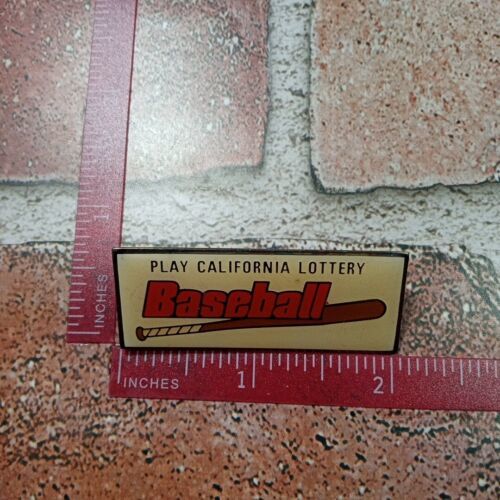 PLAY CALIFORNIA LOTTERY
Baseball
1
INCHES
INCHES 1 2